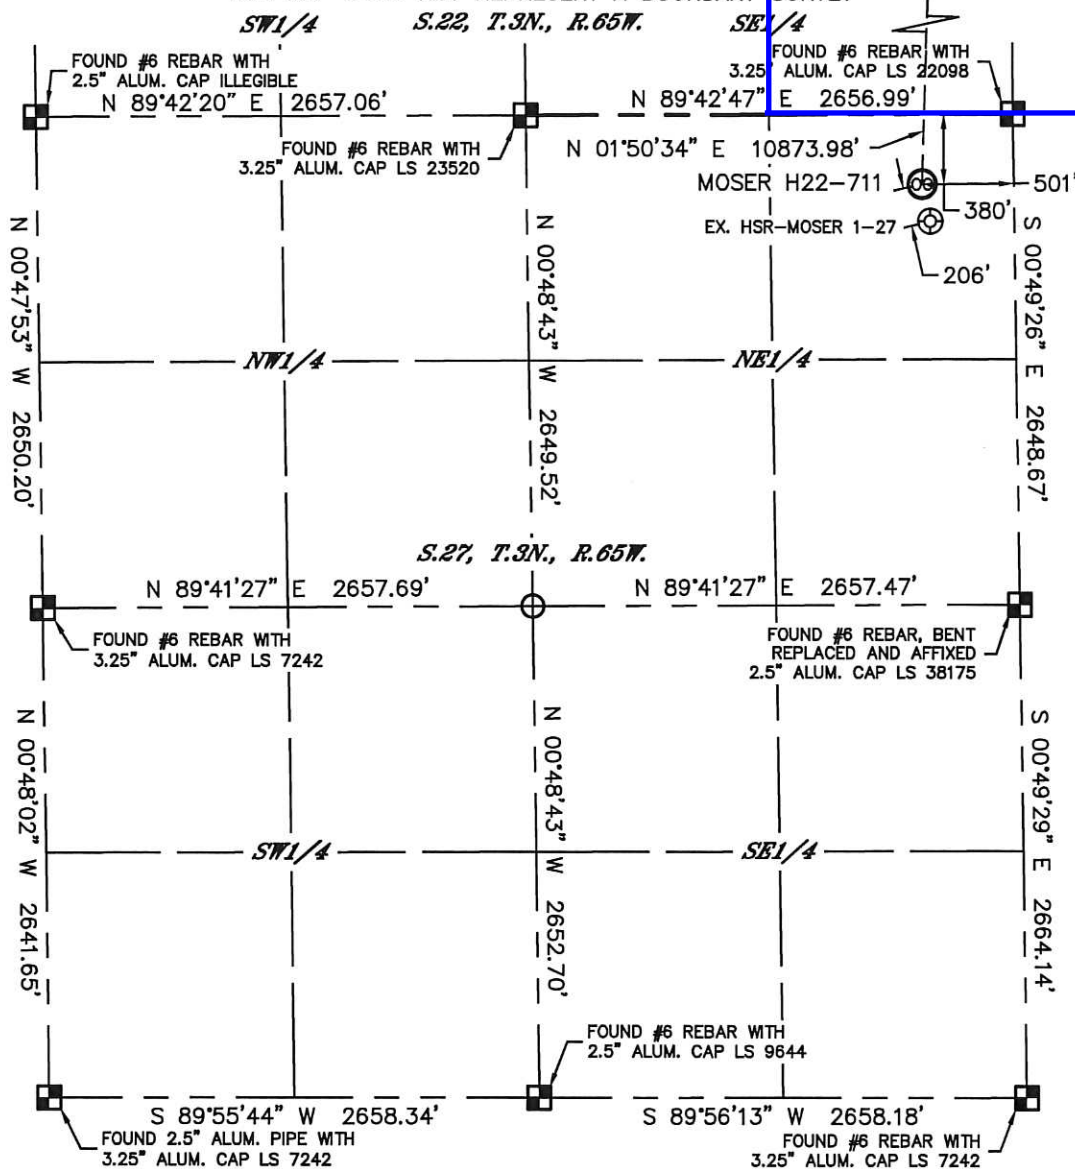 SW1/4 S.22, T.3N., R.65W. SE1/4
FOUND #6 REBAR WITH
2.5" ALUM. CAP ILLEGIBLE
FOUND #6 REBAR WITH
3.25" ALUM. CAP LS 22098
N 89°42'20" E 2657.06'
N 89°42'47" E 2656.99'
FOUND #6 REBAR WITH
3.25" ALUM. CAP LS 23520
N 01°50'34" E 10873.98'
MOSER H22-711
501'
380'
EX. HSR-MOSER 1-27
206'
N 00°47'53" W 2650.20'
N 00°48'43" W 2649.52'
S 00°49'26" E 2648.67'
NW1/4
NE1/4
S.27, T.3N., R.65W.
N 89°41'27" E 2657.69'
N 89°41'27" E 2657.47'
FOUND #6 REBAR WITH
3.25" ALUM. CAP LS 7242
FOUND #6 REBAR, BENT
REPLACED AND AFFIXED
2.5" ALUM. CAP LS 38175
N 00°48'02" W 2641.65'
N 00°48'43" W 2652.70'
S 00°49'29" E 2664.14'
SW1/4
SE1/4
FOUND #6 REBAR WITH
2.5" ALUM. CAP LS 9644
S 89°55'44" W 2658.34'
S 89°56'13" W 2658.18'
FOUND 2.5" ALUM. PIPE WITH
3.25" ALUM. CAP LS 7242
FOUND #6 REBAR WITH
3.25" ALUM. CAP LS 7242